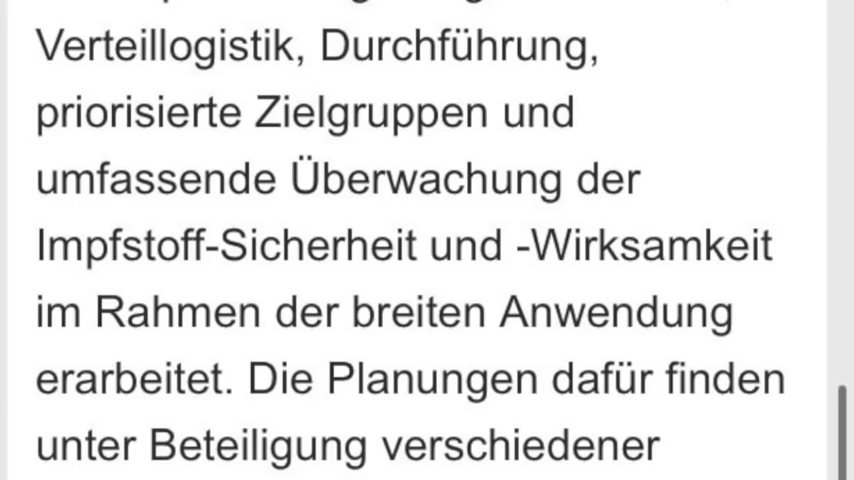 Verteillogistik, Durchführung,
priorisierte Zielgruppen und
umfassende Überwachung der
Impfstoff-Sicherheit und -Wirksamkeit
im Rahmen der breiten Anwendung
erarbeitet. Die Planungen dafür finden
unter Beteiligung verschiedener